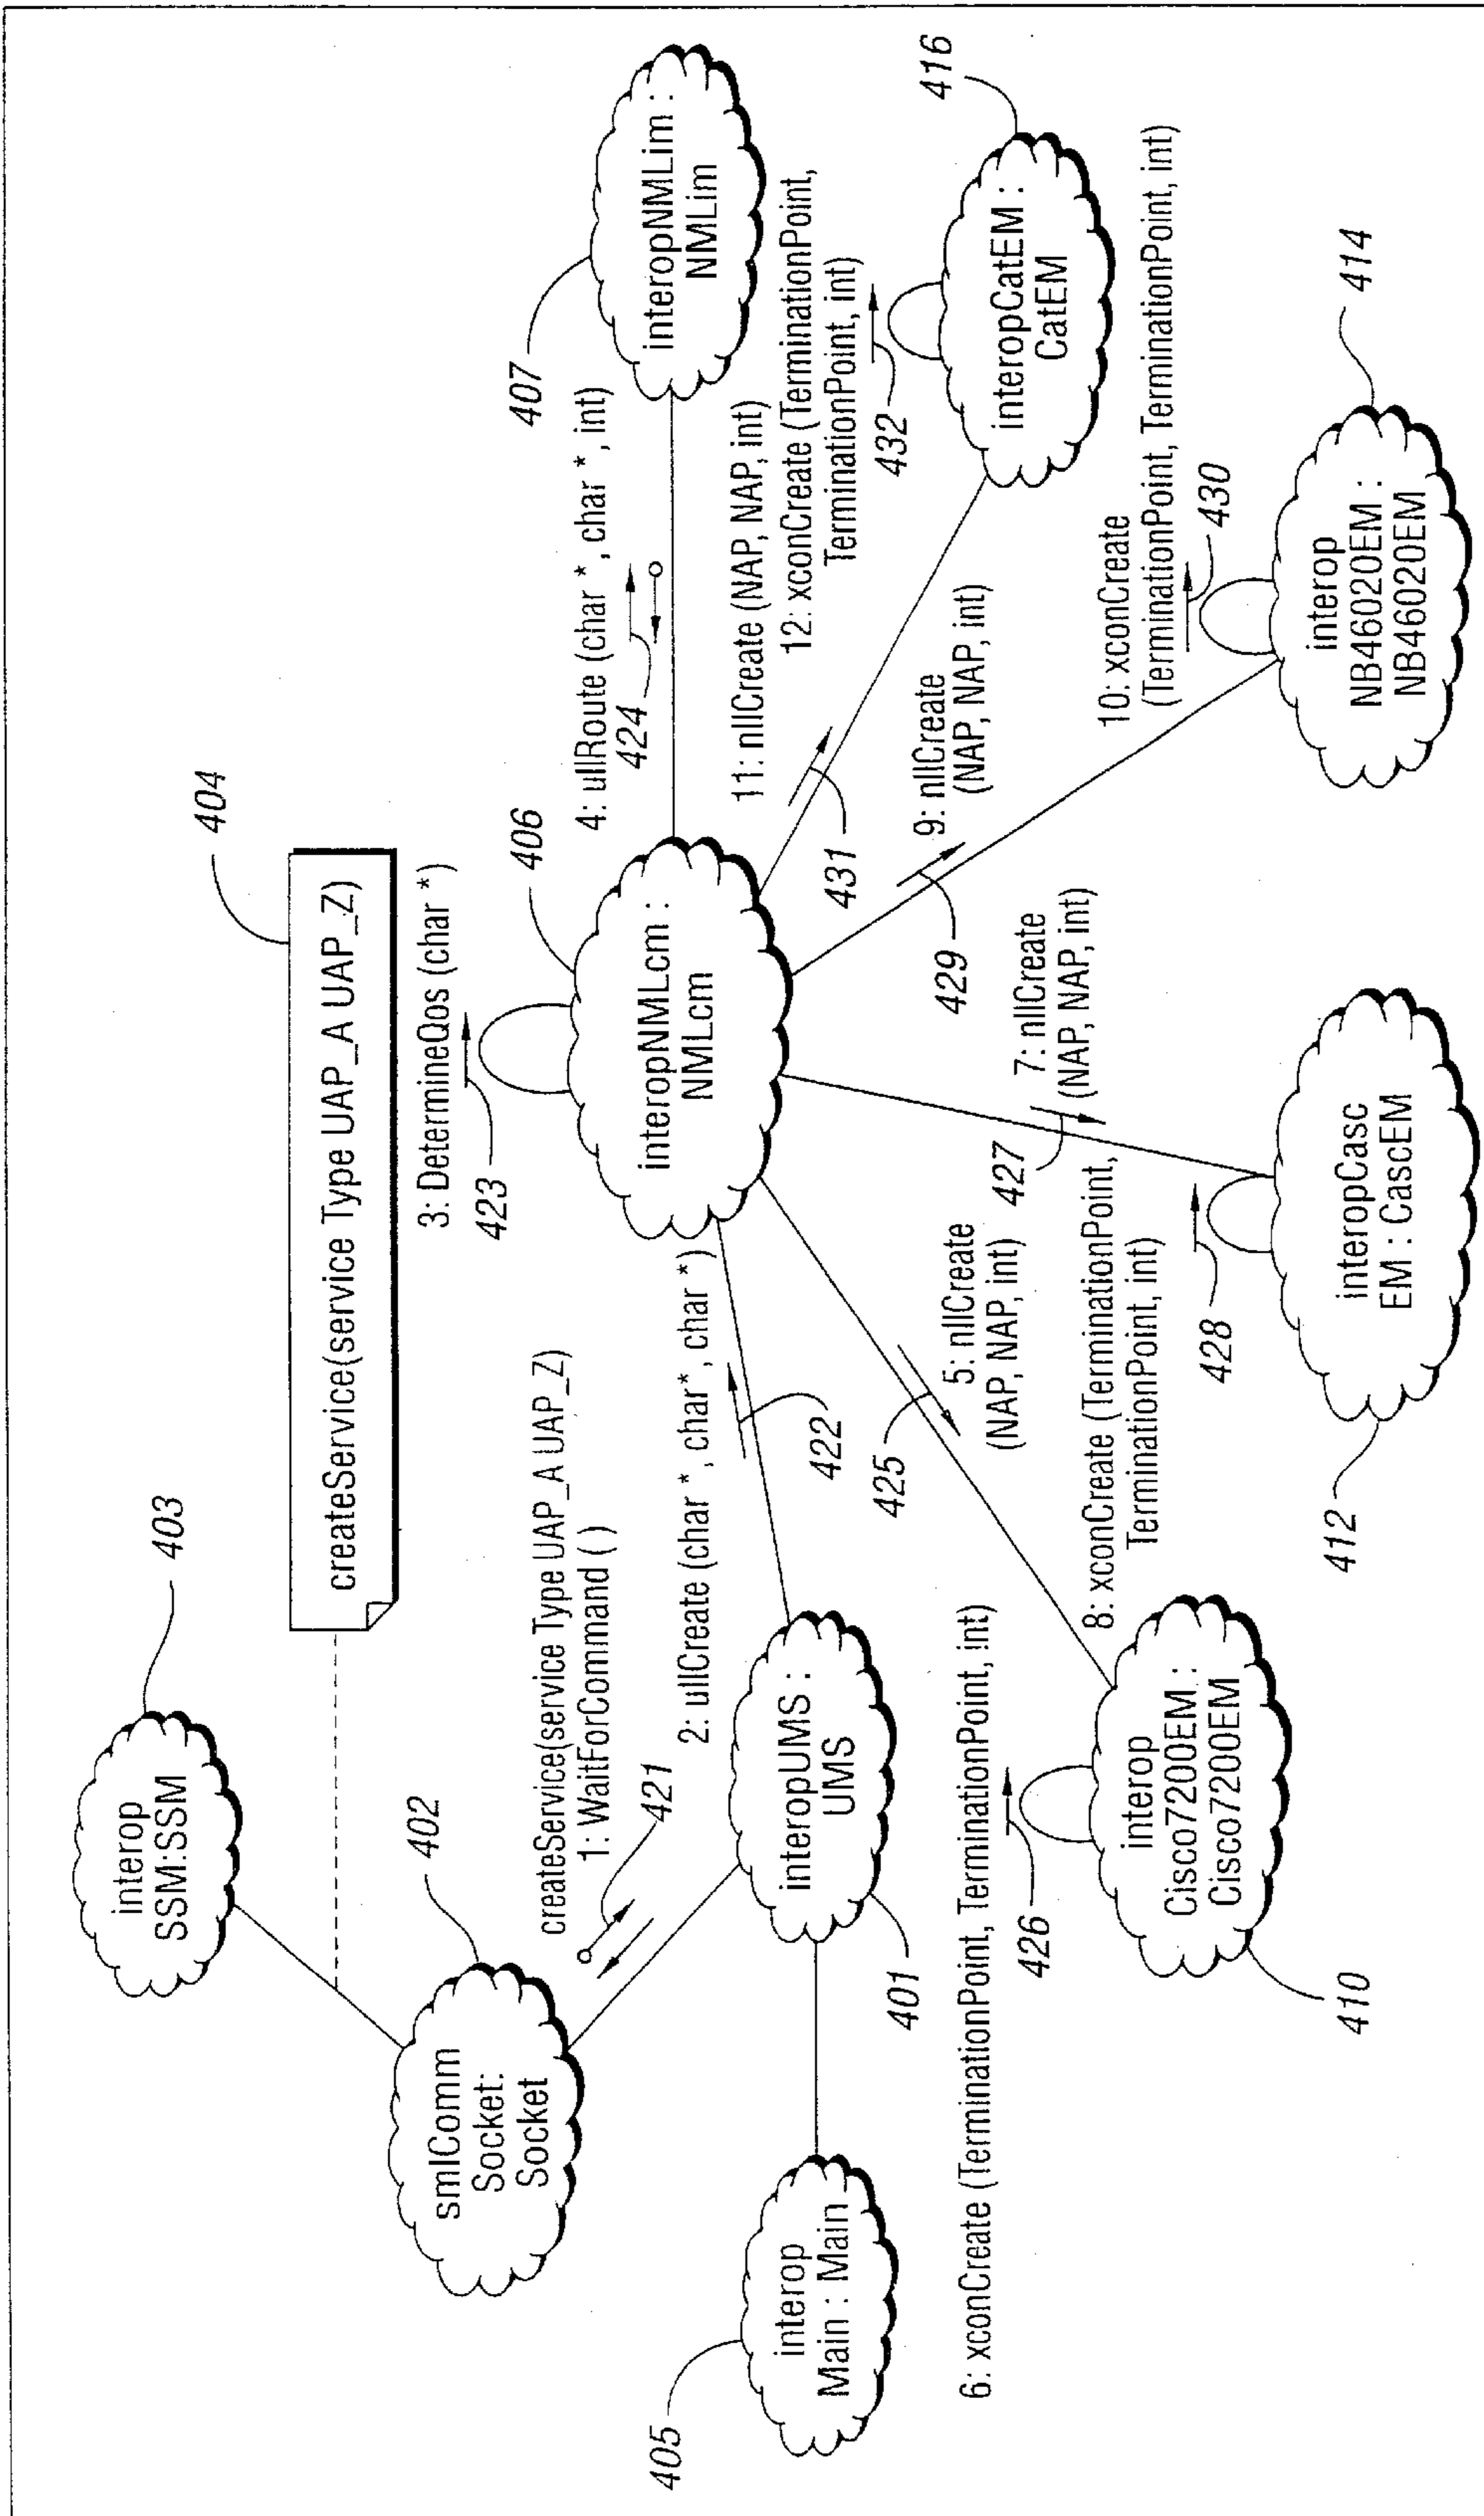 403
interop
SSM:SSM
404
createService(service Type UAP_A UAP_Z)
402
smlComm
Socket:
Socket
createService(service Type UAP_A UAP_Z)
1: WaitForCommand ( )
421
3: DetermineQos (char *)
423
406
interopNMLcm :
NMLcm
4: ullRoute (char *, char *, int)
424
407
interopNMLim :
NMLim
405
interop
Main : Main
interopUMS :
UMS
401
2: ullCreate (char *, char*, char *)
422
11: nllCreate (NAP, NAP, int)
431
12: xconCreate (TerminationPoint,
TerminationPoint, int)
432
416
interopCatEM :
CatEM
9: nllCreate
(NAP, NAP, int)
429
10: xconCreate
(TerminationPoint, TerminationPoint, int)
430
414
interop
NB46020EM :
NB46020EM
7: nllCreate
(NAP, NAP, int)
427
8: xconCreate (TerminationPoint,
TerminationPoint, int)
428
412
interopCasc
EM : CascEM
5: nllCreate
(NAP, NAP, int)
425
6: xconCreate (TerminationPoint, TerminationPoint, int)
426
410
interop
Cisco7200EM :
Cisco7200EM